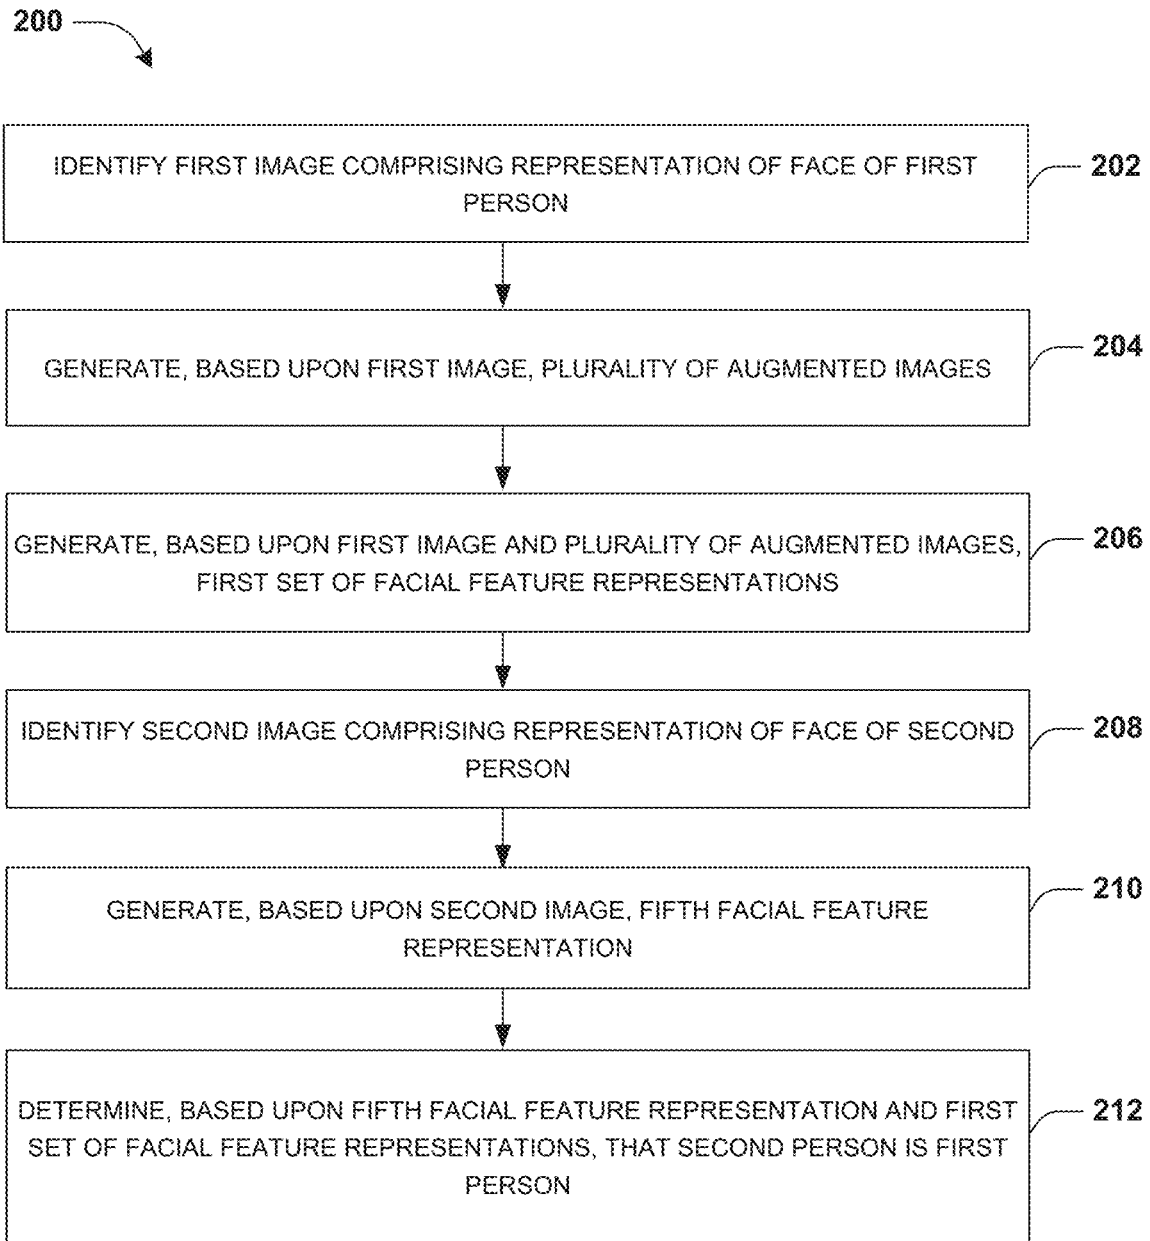 200
IDENTIFY FIRST IMAGE COMPRISING REPRESENTATION OF FACE OF FIRST
PERSON
202
GENERATE, BASED UPON FIRST IMAGE, PLURALITY OF AUGMENTED IMAGES
204
GENERATE, BASED UPON FIRST IMAGE AND PLURALITY OF AUGMENTED IMAGES,
FIRST SET OF FACIAL FEATURE REPRESENTATIONS
206
IDENTIFY SECOND IMAGE COMPRISING REPRESENTATION OF FACE OF SECOND
PERSON
208
GENERATE, BASED UPON SECOND IMAGE, FIFTH FACIAL FEATURE
REPRESENTATION
210
DETERMINE, BASED UPON FIFTH FACIAL FEATURE REPRESENTATION AND FIRST
SET OF FACIAL FEATURE REPRESENTATIONS, THAT SECOND PERSON IS FIRST
PERSON
212